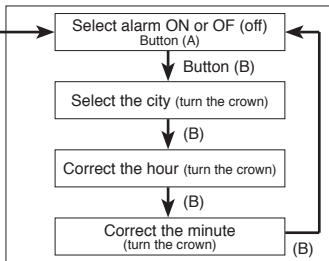 Select alarm ON or OF (off)
Button (A)
Button (B)
Select the city (turn the crown)
(B)
Correct the hour (turn the crown)
(B)
Correct the minute
(turn the crown)
(B)